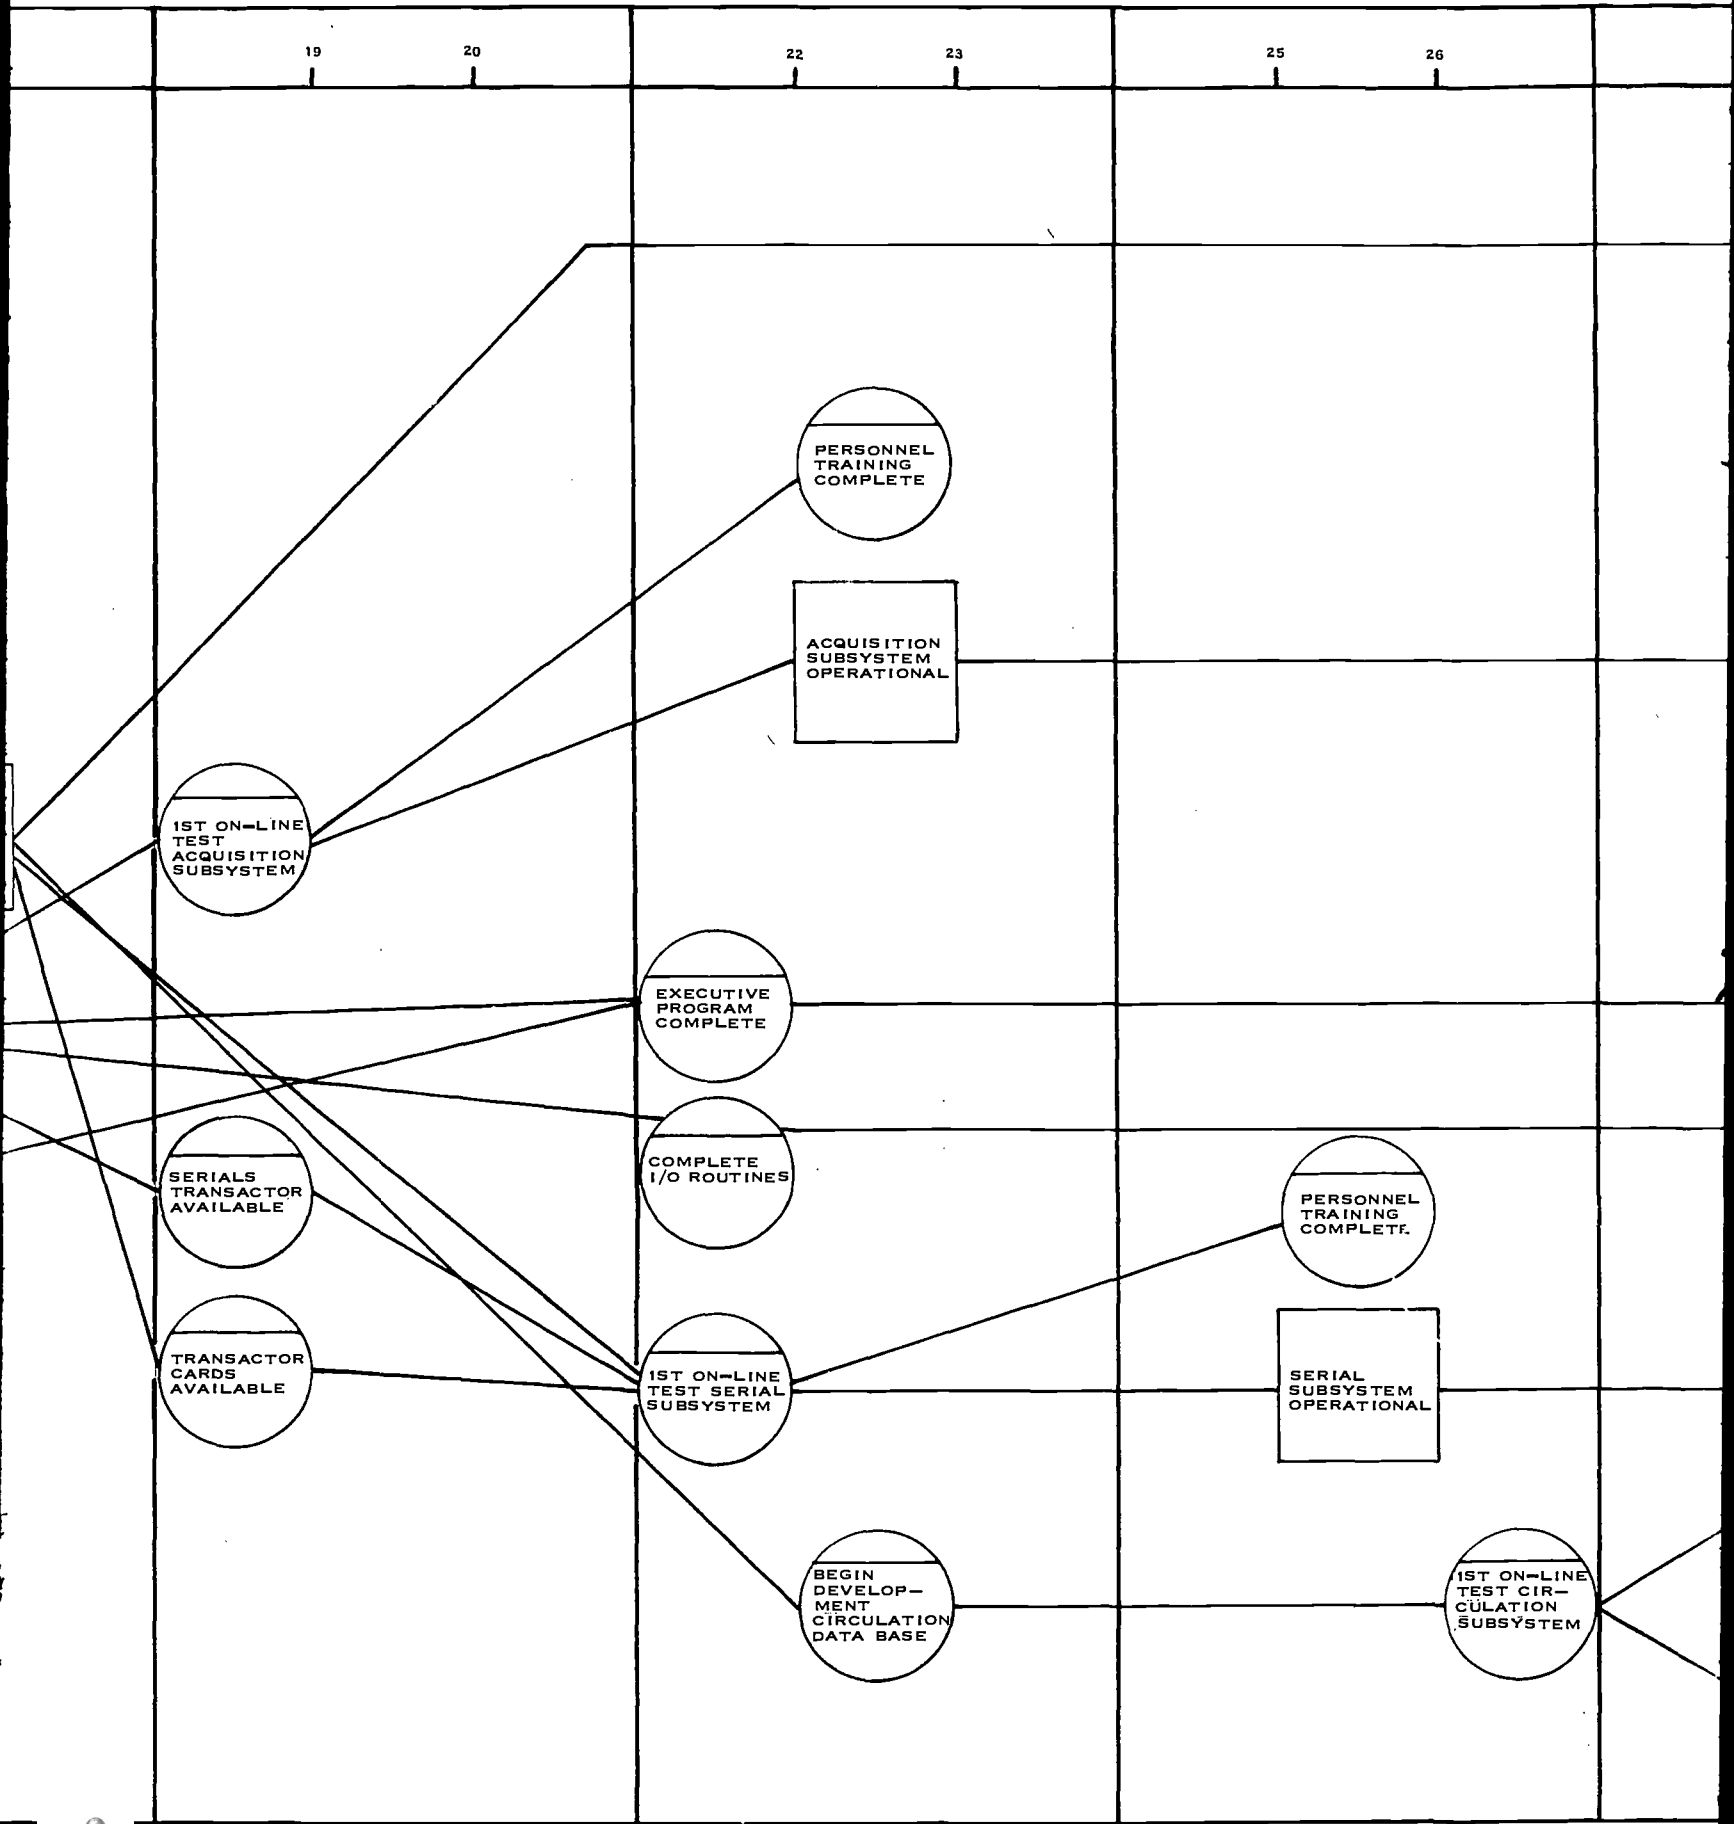 19 20 22 23 25 26
PERSONNEL
TRAINING
COMPLETE
ACQUISITION
SUBSYSTEM
OPERATIONAL
1ST ON-LINE
TEST
ACQUISITION
SUBSYSTEM
EXECUTIVE
PROGRAM
COMPLETE
COMPLETE
I/O ROUTINES
SERIALS
TRANSACTOR
AVAILABLE
PERSONNEL
TRAINING
COMPLETE
TRANSACTOR
CARDS
AVAILABLE
1ST ON-LINE
TEST SERIAL
SUBSYSTEM
SERIAL
SUBSYSTEM
OPERATIONAL
BEGIN
DEVELOP-
MENT
CIRCULATION
DATA BASE
1ST ON-LINE
TEST CIR-
CULATION
SUBSYSTEM